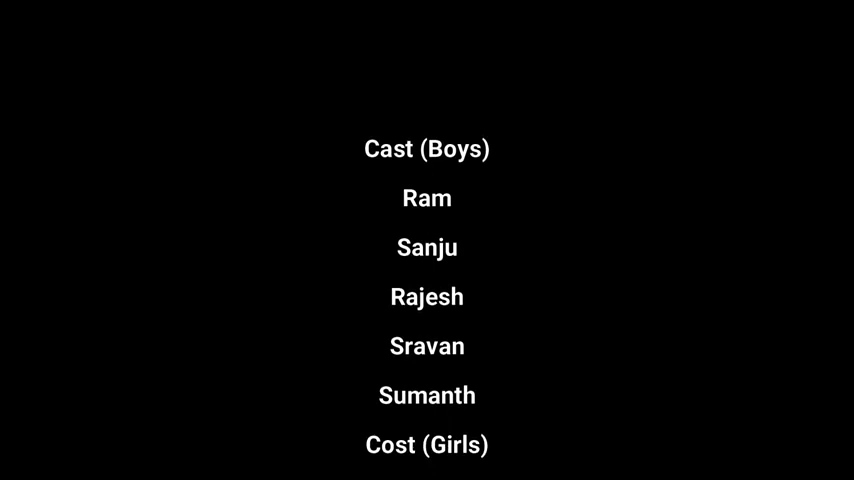 Cast (Boys)
Ram
Sanju
Rajesh
Sravan
Sumanth
Cost (Girls)